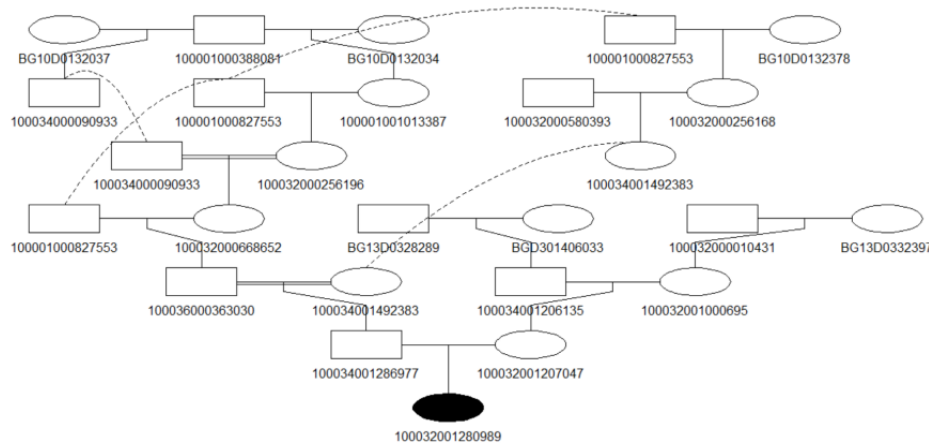 BG10D0132037 100001000388081 BG10D0132034 100001000827553 BG10D0132378
100034000090933 100001000827553 100001001013387 100032000580393 100032000256168
100034000090933 100032000256196 100034001492383
100001000827553 100032000668652 BG13D0328289 BGD301406033 100032000010431 BG13D0332397
100036000363030 100034001492383 100034001206135 100032001000695
100034001286977 100032001207047
100032001280989